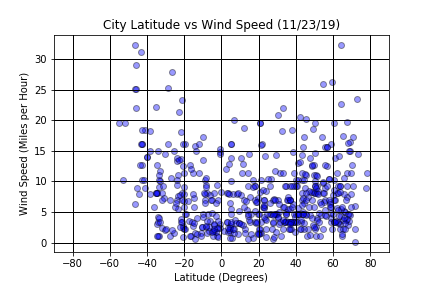 City Latitude vs Wind Speed (11/23/19)
Wind Speed (Miles per Hour)
30
25
20
15
10
5
0
−80 −60 −40 −20 0 20 40 60 80
Latitude (Degrees)